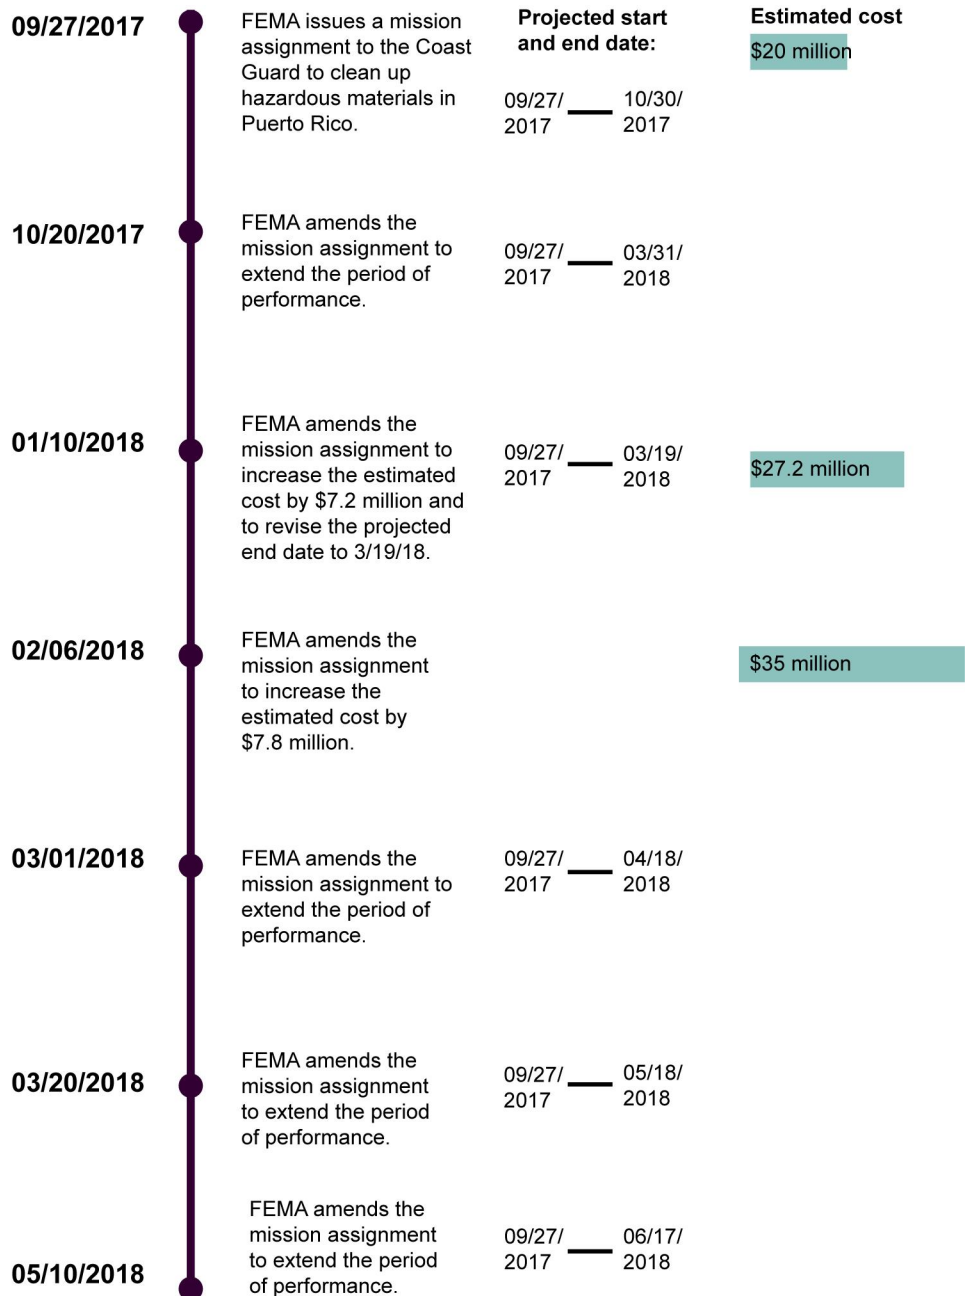 09/27/2017
FEMA issues a mission
assignment to the Coast
Guard to clean up
hazardous materials in
Puerto Rico.
Projected start
and end date:
09/27/
2017
10/30/
2017
Estimated cost
$20 million
10/20/2017
FEMA amends the
mission assignment to
extend the period of
performance.
09/27/
2017
03/31/
2018
01/10/2018
FEMA amends the
mission assignment to
increase the estimated
cost by $7.2 million and
to revise the projected
end date to 3/19/18.
09/27/
2017
03/19/
2018
$27.2 million
02/06/2018
FEMA amends the
mission assignment
to increase the
estimated cost by
$7.8 million.
$35 million
03/01/2018
FEMA amends the
mission assignment to
extend the period of
performance.
09/27/
2017
04/18/
2018
03/20/2018
FEMA amends the
mission assignment
to extend the period
of performance.
09/27/
2017
05/18/
2018
05/10/2018
FEMA amends the
mission assignment
to extend the period
of performance.
09/27/
2017
06/17/
2018